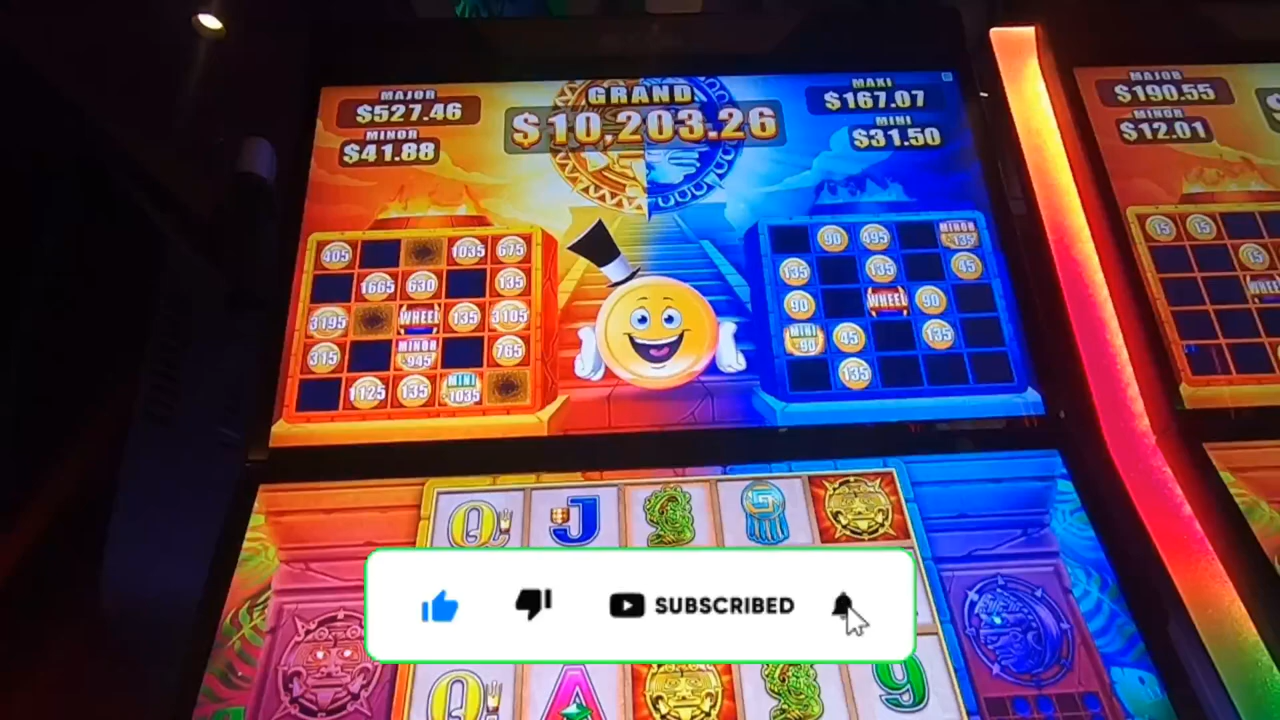 MAJOR
$527.46
MINOR
$41.88
GRAND
$10,203.26
MAXI
$167.07
MINI
$31.50
MAJOR
$190.55
MINOR
$12.01
405 1035 675
1665 630 135
3195 WHEEL 135 3105
315 MINOR 945 765
1125 135 MINI 1035
90 495 MINOR 135
135 135 45
90 WHEEL 90
MINI 90 45 135
135
15 15
15
Q J
SUBSCRIBED
Q A 9